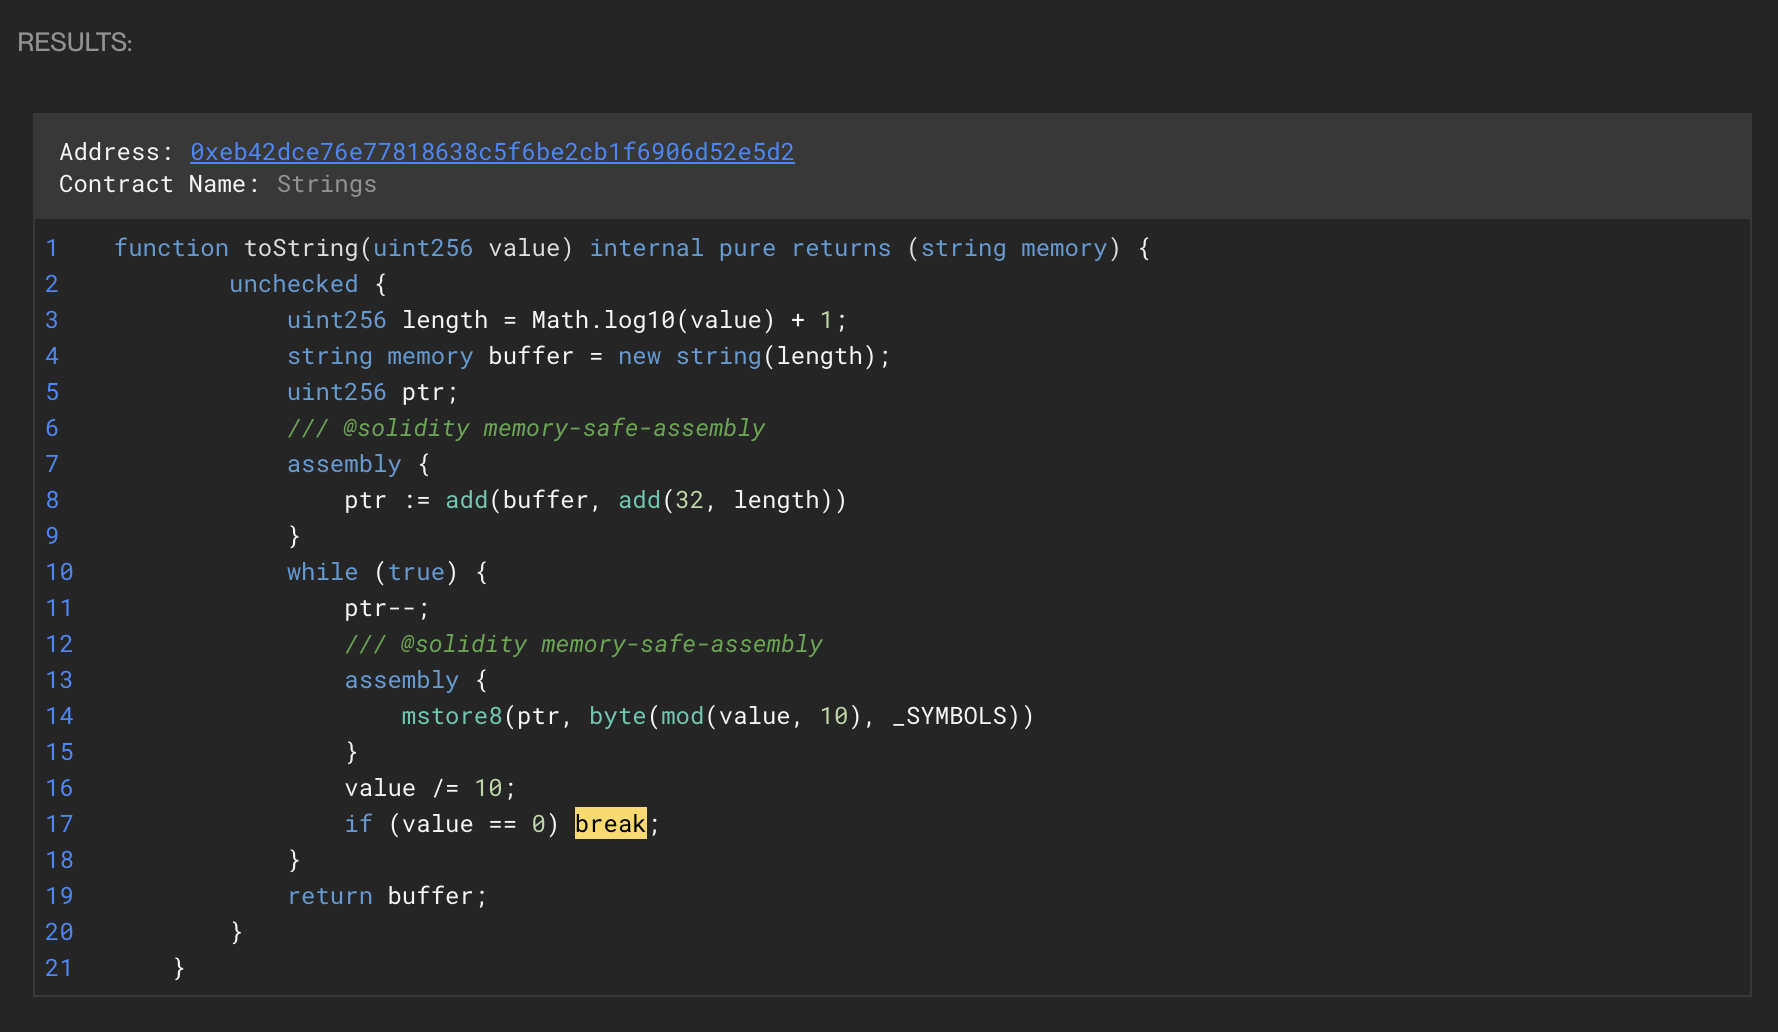 RESULTS:
Address: 0xeb42dce76e77818638c5f6be2cb1f6906d52e5d2
Contract Name: Strings
1 function toString(uint256 value) internal pure returns (string memory) {
2 unchecked {
3 uint256 length = Math.log10(value) + 1;
4 string memory buffer = new string(length);
5 uint256 ptr;
6 /// @solidity memory-safe-assembly
7 assembly {
8 ptr := add(buffer, add(32, length))
9 }
10 while (true) {
11 ptr--;
12 /// @solidity memory-safe-assembly
13 assembly {
14 mstore8(ptr, byte(mod(value, 10), _SYMBOLS))
15 }
16 value /= 10;
17 if (value == 0) break;
18 }
19 return buffer;
20 }
21 }